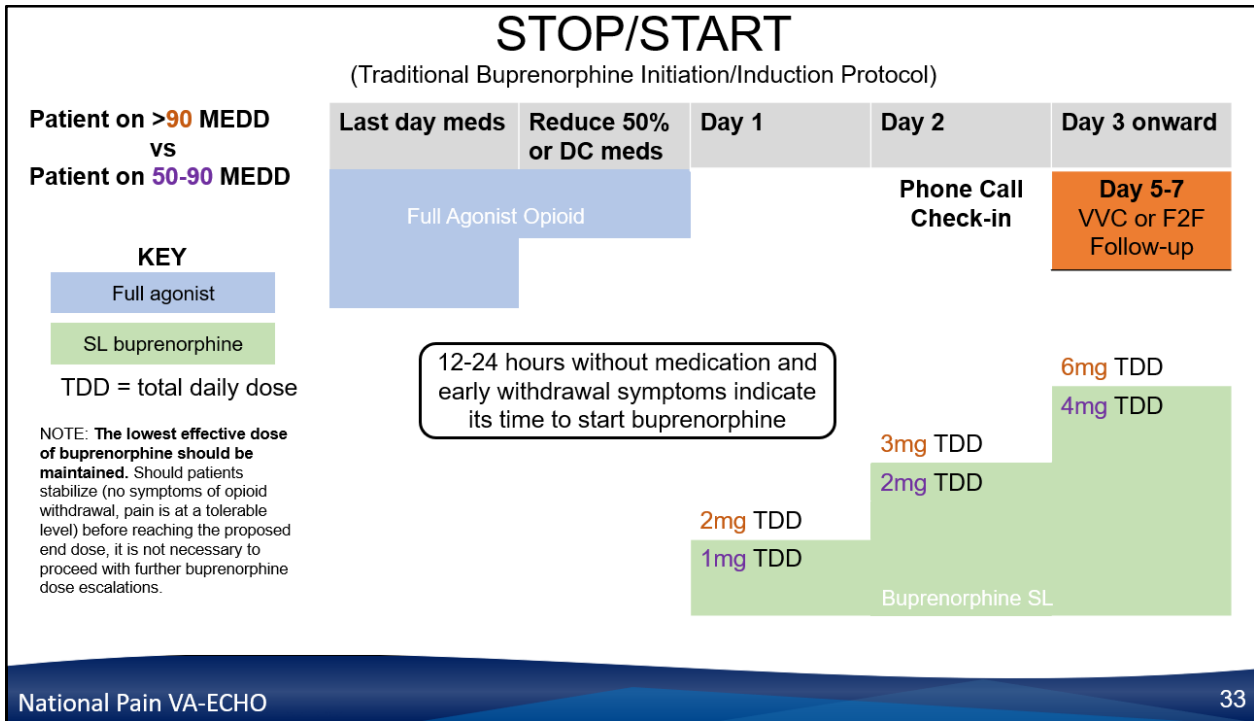 STOP/START
(Traditional Buprenorphine Initiation/Induction Protocol)
Patient on >90 MEDD
vs
Patient on 50-90 MEDD
KEY
Full agonist
SL buprenorphine
TDD = total daily dose
NOTE: The lowest effective dose
of buprenorphine should be
maintained. Should patients
stabilize (no symptoms of opioid
withdrawal, pain is at a tolerable
level) before reaching the proposed
end dose, it is not necessary to
proceed with further buprenorphine
dose escalations.
Last day meds
Reduce 50%
or DC meds
Day 1
Day 2
Day 3 onward
Full Agonist Opioid
Phone Call
Check-in
Day 5-7
VVC or F2F
Follow-up
12-24 hours without medication and
early withdrawal symptoms indicate
its time to start buprenorphine
2mg TDD
1mg TDD
3mg TDD
2mg TDD
6mg TDD
4mg TDD
Buprenorphine SL
National Pain VA-ECHO
33